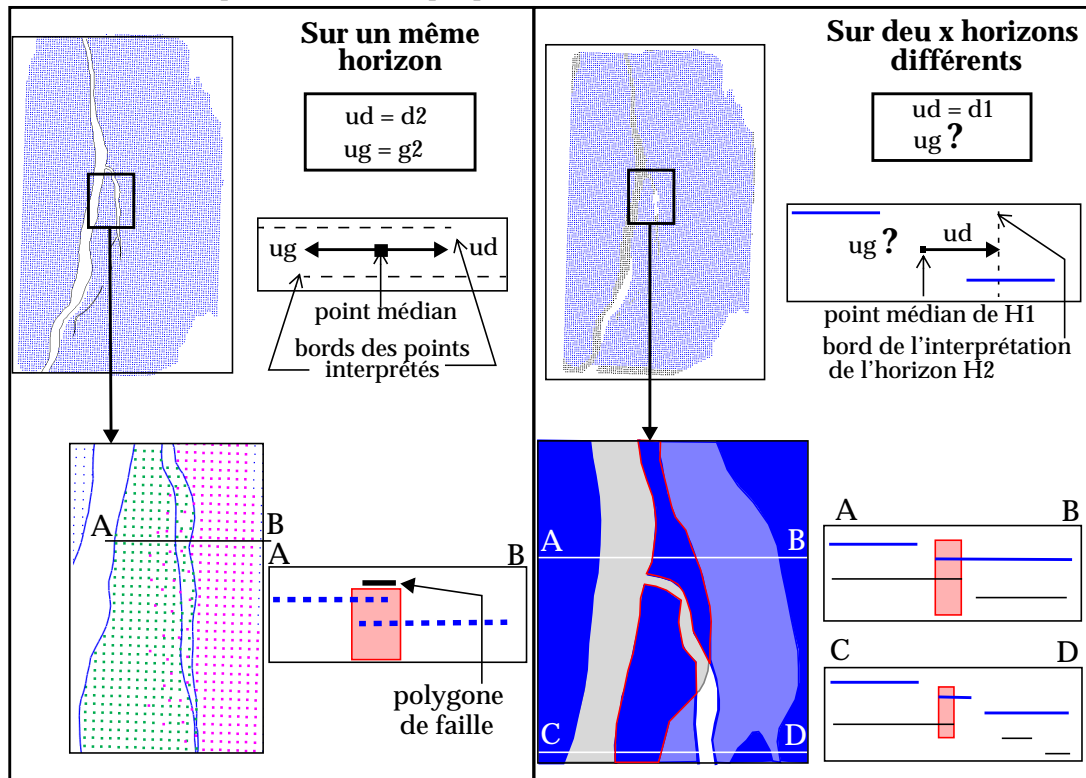 Sur un même
horizon
ud = d2
ug = g2
ug
ud
point médian
bords des points
interprétés
A
B
A
B
polygone
de faille
Sur deu x horizons
différents
ud = d1
ug ?
ug ?
ud
point médian de H1
bord de l'interprétation
de l'horizon H2
A
B
C
D
A
B
C
D